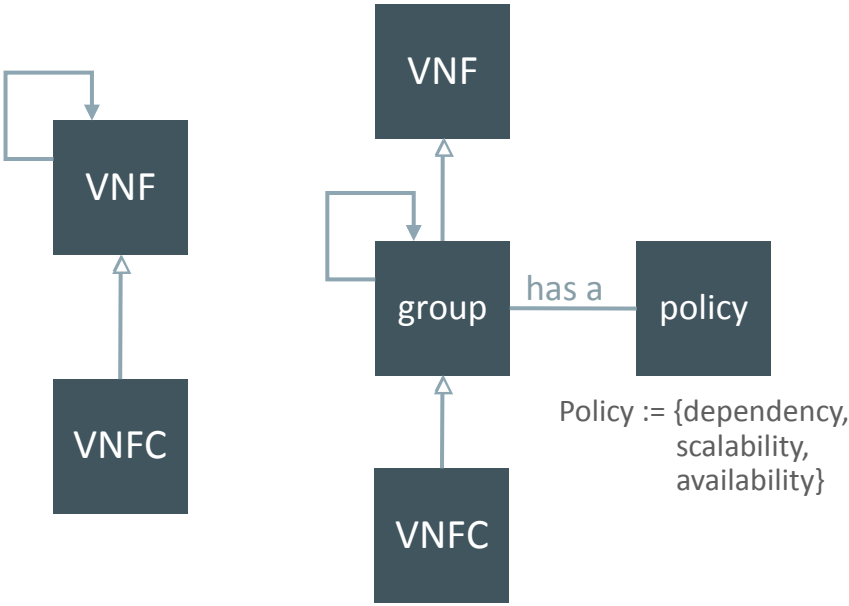 VNF
VNFC
VNF
group
has a
policy
VNFC
Policy := {dependency,
scalability,
availability}